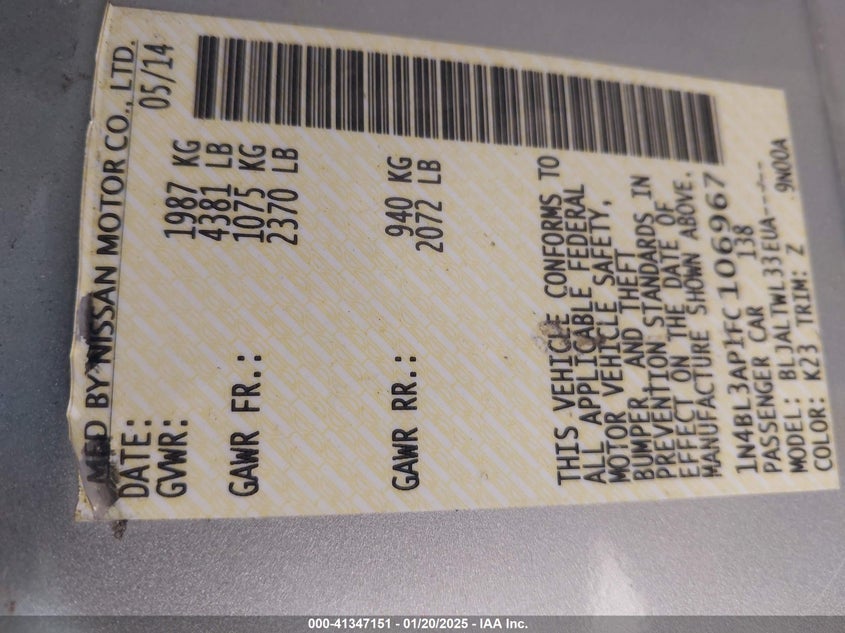 MFD BY NISSAN MOTOR CO., LTD.
DATE: 05/14
GVWR: 1987 KG
4381 LB
GAWR FR.: 1075 KG
2370 LB
GAWR RR.: 940 KG
2072 LB
THIS VEHICLE CONFORMS TO
ALL APPLICABLE FEDERAL
MOTOR VEHICLE SAFETY,
BUMPER, AND THEFT
PREVENTION STANDARDS IN
EFFECT ON THE DATE OF
MANUFACTURE SHOWN ABOVE.
1N4BL3AP1FC106967
PASSENGER CAR 138
MODEL: BLJALTWL33EUA-----
COLOR: K23 TRIM: Z 9N00A
000-41347151 - 01/20/2025 - IAA Inc.